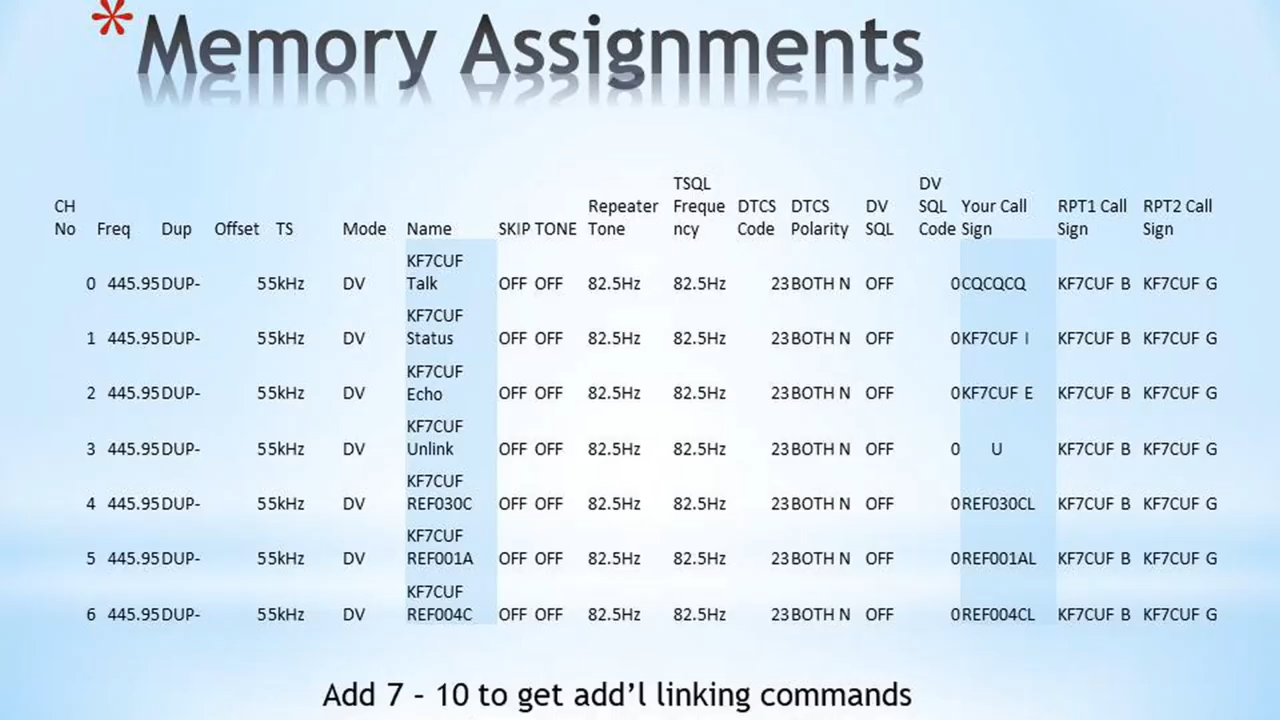 *Memory Assignments
CH No Freq Dup Offset TS Mode Name SKIP TONE Repeater Tone TSQL Freque ncy DTCS Code DTCS Polarity DV SQL DV SQL Code Your Call Sign RPT1 Call Sign RPT2 Call Sign
0 445.95 DUP- 5 5kHz DV KF7CUF Talk OFF OFF 82.5Hz 82.5Hz 23 BOTH N OFF 0 CQCQCQ KF7CUF B KF7CUF G
1 445.95 DUP- 5 5kHz DV KF7CUF Status OFF OFF 82.5Hz 82.5Hz 23 BOTH N OFF 0 KF7CUF I KF7CUF B KF7CUF G
2 445.95 DUP- 5 5kHz DV KF7CUF Echo OFF OFF 82.5Hz 82.5Hz 23 BOTH N OFF 0 KF7CUF E KF7CUF B KF7CUF G
3 445.95 DUP- 5 5kHz DV KF7CUF Unlink OFF OFF 82.5Hz 82.5Hz 23 BOTH N OFF 0 U KF7CUF B KF7CUF G
4 445.95 DUP- 5 5kHz DV KF7CUF REF030C OFF OFF 82.5Hz 82.5Hz 23 BOTH N OFF 0 REF030CL KF7CUF B KF7CUF G
5 445.95 DUP- 5 5kHz DV KF7CUF REF001A OFF OFF 82.5Hz 82.5Hz 23 BOTH N OFF 0 REF001AL KF7CUF B KF7CUF G
6 445.95 DUP- 5 5kHz DV KF7CUF REF004C OFF OFF 82.5Hz 82.5Hz 23 BOTH N OFF 0 REF004CL KF7CUF B KF7CUF G
Add 7 – 10 to get add’l linking commands